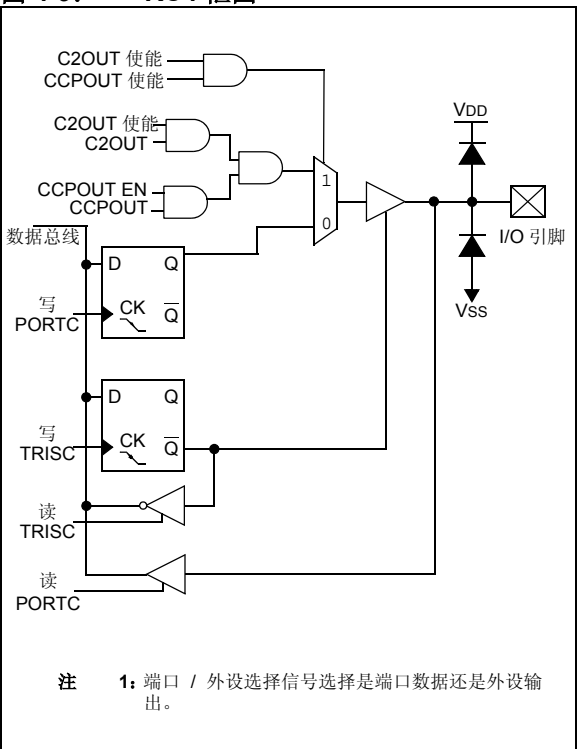 C2OUT 使能
CCPOUT 使能
C2OUT 使能
C2OUT
CCPOUT EN
CCPOUT
数据总线
1
0
VDD
I/O 引脚
VSS
D Q
写
PORTC
CK Q
D Q
写
TRISC
CK Q
读
TRISC
读
PORTC
注 1: 端口 / 外设选择信号选择是端口数据还是外设输
出。